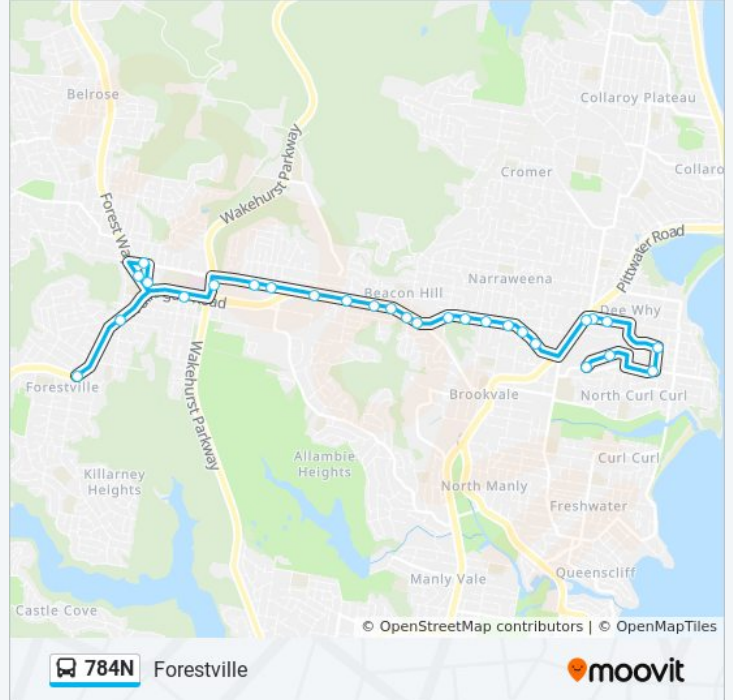 Belrose
Collaroy Plateau
Wakehurst Parkway
Cromer
Collaro
Forest Wa
Pittwater Road
Narraweena
Beacon Hill
Dee Why
Road
Wakehurst Parkway
Forestville
Brookvale
North Curl Curl
Allambie
Heights
Curl Curl
Killarney
Heights
North Manly
Freshwater
Queenscliff
Manly Vale
Castle Cove
© OpenStreetMap contributors | © OpenMapTiles
784N Forestville
moovit